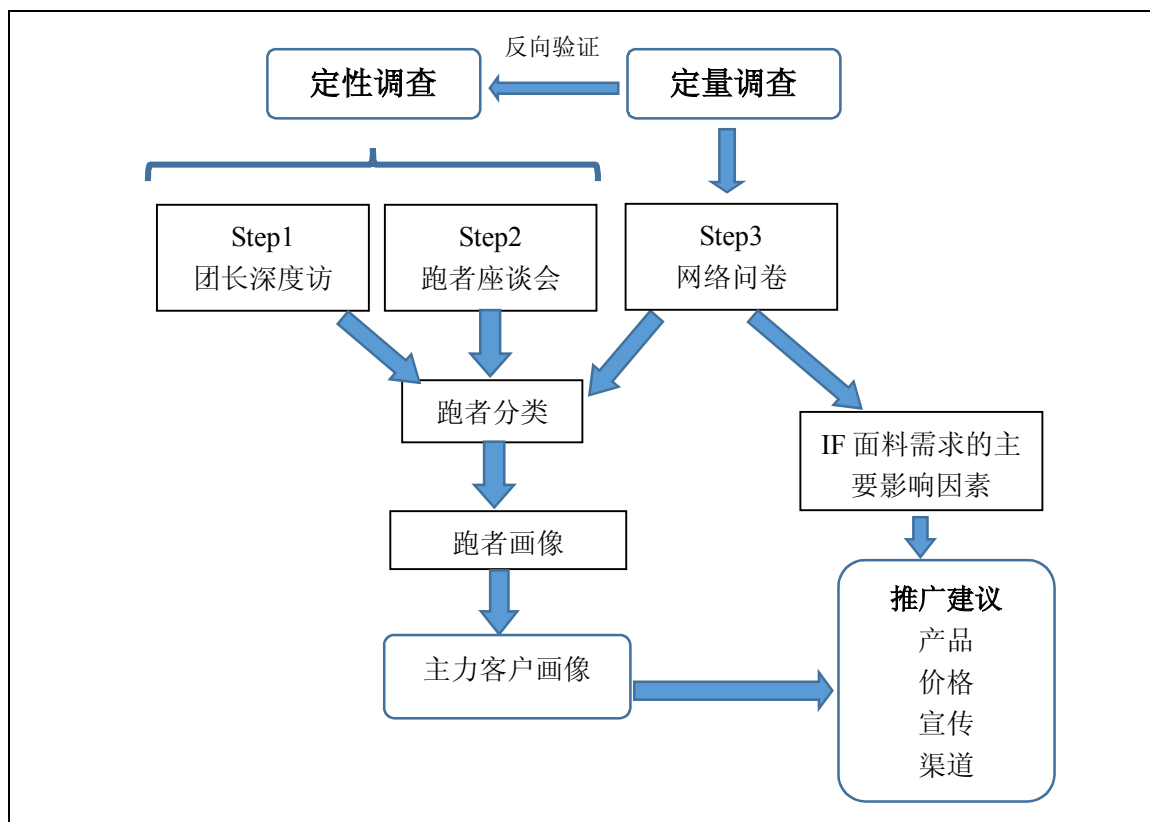 反向验证
定性调查
定量调查
Step1
团长深度访
Step2
跑者座谈会
Step3
网络问卷
跑者分类
IF 面料需求的主
要影响因素
跑者画像
主力客户画像
推广建议
产品
价格
宣传
渠道